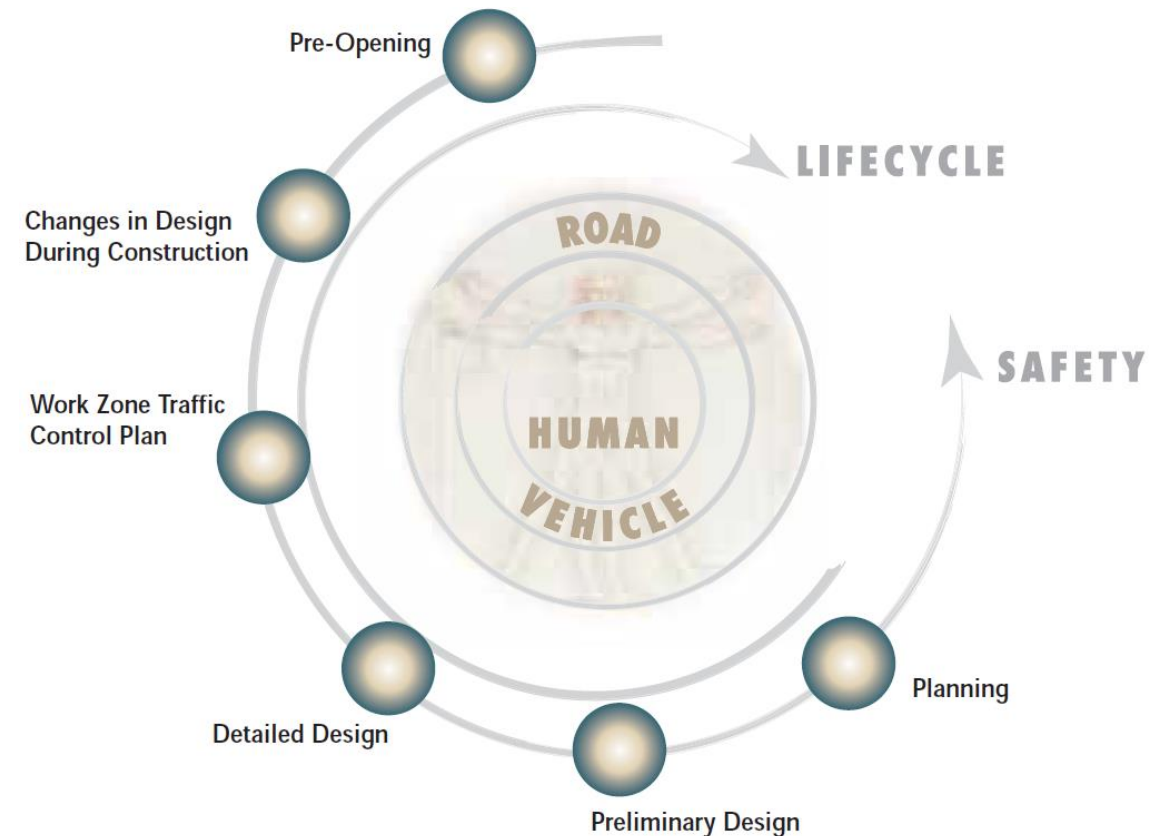 Pre-Opening
LIFECYCLE
ROAD
Changes in Design
During Construction
SAFETY
Work Zone Traffic
Control Plan
HUMAN
VEHICLE
Planning
Detailed Design
Preliminary Design